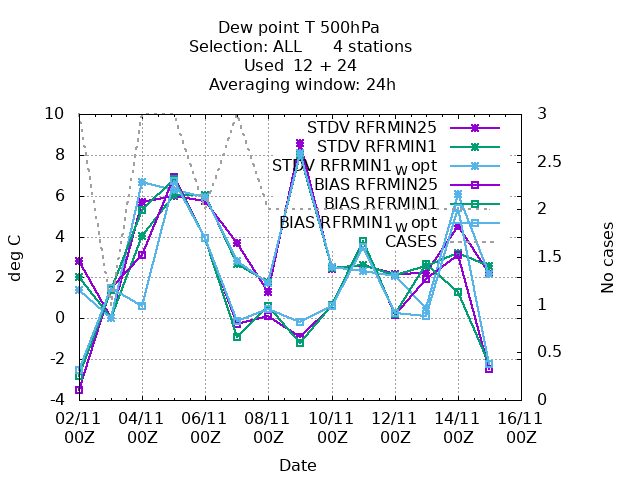 Dew point T 500hPa
Selection: ALL      4 stations
Used  12 + 24
Averaging window: 24h
10
8
6
4
2
0
-2
-4
deg C
3
2.5
2
1.5
1
0.5
0
No cases
STDV RFRMIN25
STDV RFRMIN1
STDV RFRMIN1w opt
BIAS RFRMIN25
BIAS RFRMIN1
BIAS RFRMIN1w opt
CASES
02/11 04/11 06/11 08/11 10/11 12/11 14/11 16/11
00Z 00Z 00Z 00Z 00Z 00Z 00Z 00Z
Date